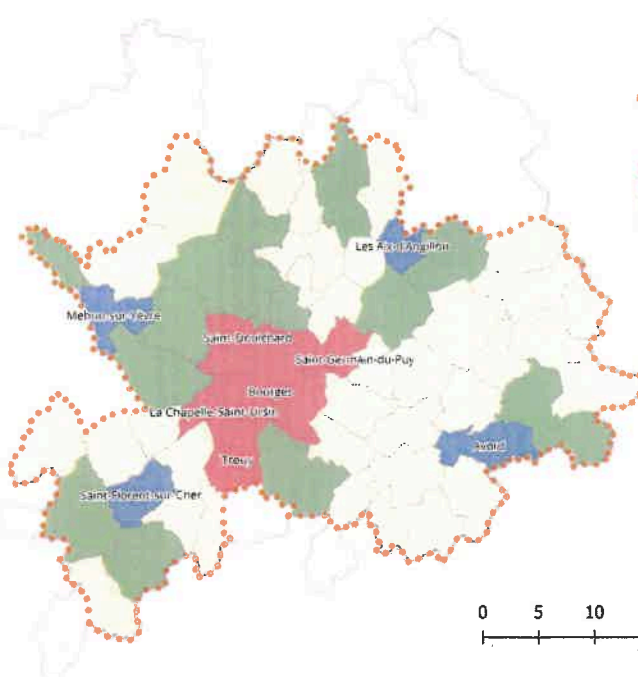 Les Aix-d'Angillon
Mehun-sur-Yèvre
Saint-Doulchard
Saint-Germain-du-Puy
Bourges
La Chapelle-Saint-Ursin
Avord
Trouy
Saint-Florent-sur-Cher
0 5 10